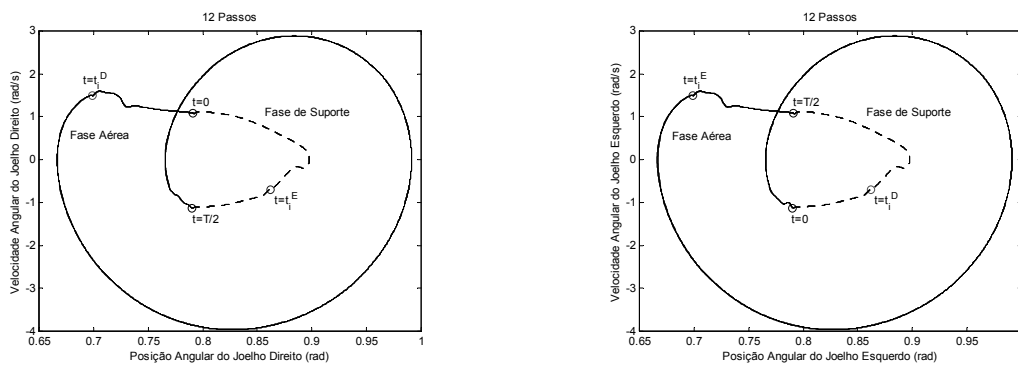 12 Passos
3
2
1
0
-1
-2
-3
-4
0.65
0.7
0.75
0.8
0.85
0.9
0.95
1
Velocidade Angular do Joelho Direito (rad/s)
Posição Angular do Joelho Direito (rad)
t=t_i^D
t=0
Fase de Suporte
Fase Aérea
t=t_i^E
t=T/2
12 Passos
3
2
1
0
-1
-2
-3
-4
0.65
0.7
0.75
0.8
0.85
0.9
0.95
Velocidade Angular do Joelho Esquerdo (rad/s)
Posição Angular do Joelho Esquerdo (rad)
t=t_i^E
t=T/2
Fase de Suporte
Fase Aérea
t=t_i^D
t=0